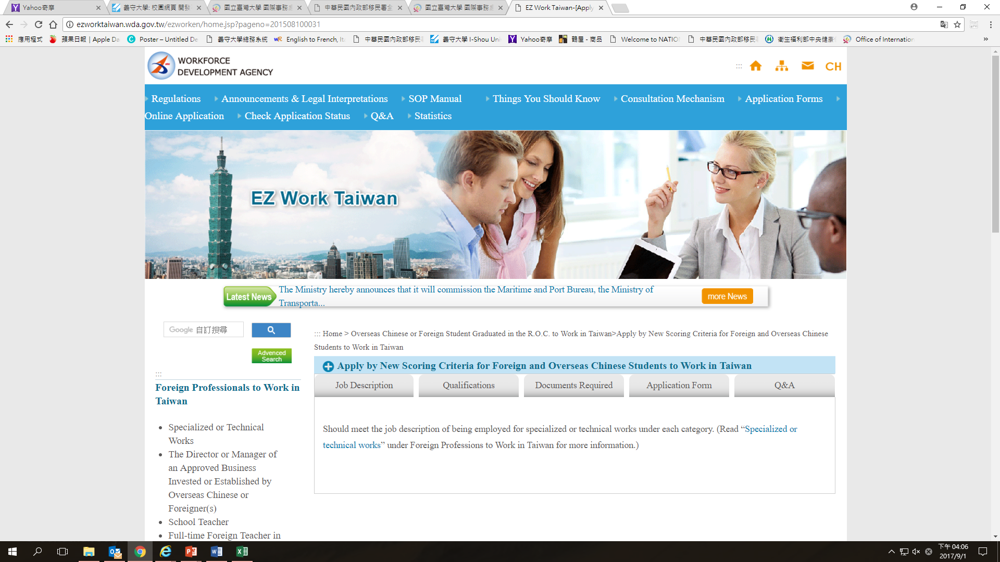 Yahoo奇摩
義守大學: 校園網頁 開發
國立臺灣大學 國際事務處
中華民國內政部移民署全
國立臺灣大學 國際事務處
EZ Work Taiwan-[Apply
ezworktaiwan.wda.gov.tw/ezworken/home.jsp?pageno=201508100031
應用程式
蘋果日報 | Apple Da
Poster – Untitled De
義守大學總務系統
English to French, It
中華民國內政部移民
義守大學 I-Shou Uni
Yahoo奇摩
鶴屋 - 商品
Welcome to NATIO
中華民國內政部移民
衛生福利部中央健康
Office of Internation
WORKFORCE
DEVELOPMENT AGENCY
::: CH
Regulations Announcements & Legal Interpretations SOP Manual Things You Should Know Consultation Mechanism Application Forms
Online Application Check Application Status Q&A Statistics
EZ Work Taiwan
Latest News
The Ministry hereby announces that it will commission the Maritime and Port Bureau, the Ministry of
Transporta...
more News
Google 自訂搜尋
Advenced
Search
:::
Foreign Professionals to Work in
Taiwan
• Specialized or Technical
Works
• The Director or Manager of
an Approved Business
Invested or Established by
Overseas Chinese or
Foreigner(s)
• School Teacher
• Full-time Foreign Teacher in
::: Home > Overseas Chinese or Foreign Student Graduated in the R.O.C. to Work in Taiwan>Apply by New Scoring Criteria for Foreign and Overseas Chinese
Students to Work in Taiwan
Apply by New Scoring Criteria for Foreign and Overseas Chinese Students to Work in Taiwan
Job Description Qualifications Documents Required Application Form Q&A
Should meet the job description of being employed for specialized or technical works under each category. (Read “Specialized or
technical works” under Foreign Professions to Work in Taiwan for more information.)
下午 04:06
2017/9/1